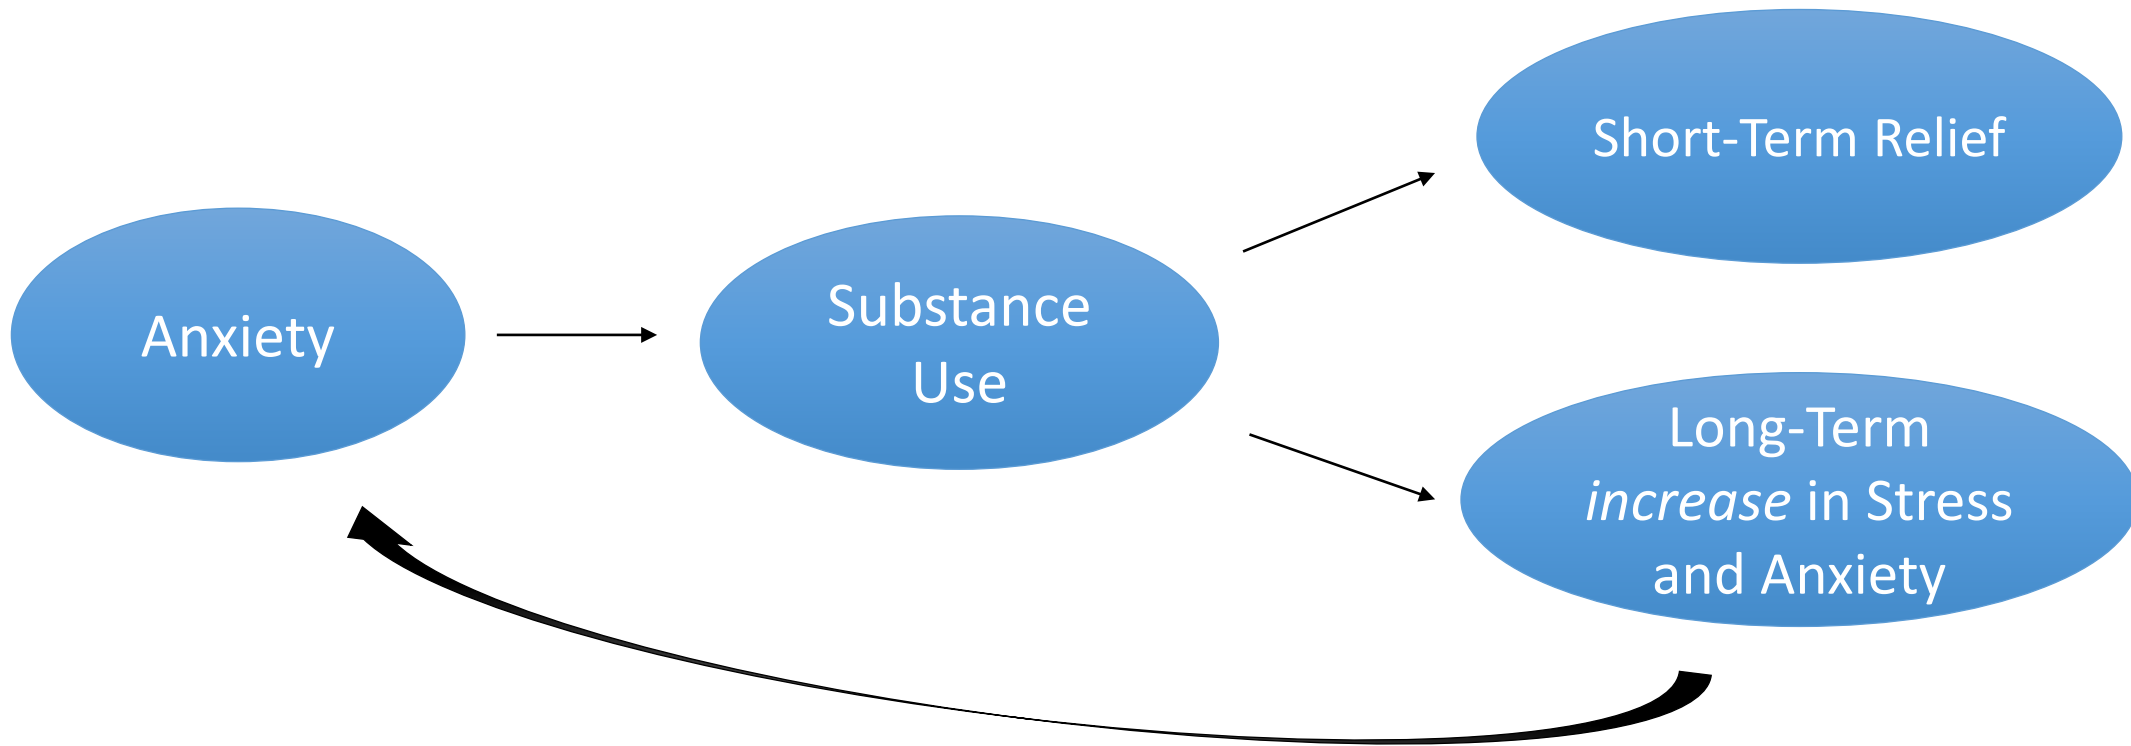 Anxiety
Substance
Use
Short-Term Relief
Long-Term
increase in Stress
and Anxiety